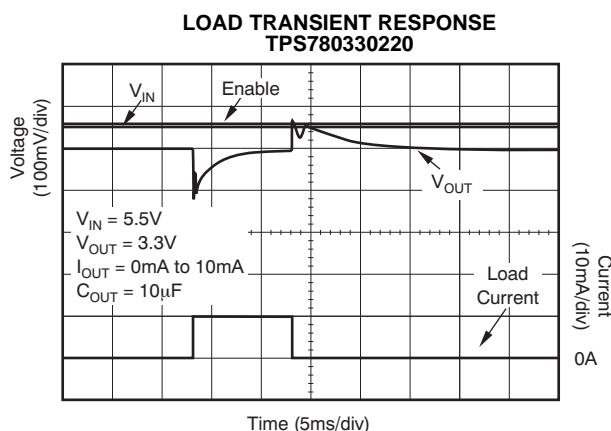 LOAD TRANSIENT RESPONSE
TPS780330220
V_IN
Enable
Voltage
(100mV/div)
V_OUT
V_IN = 5.5V
V_OUT = 3.3V
I_OUT = 0mA to 10mA
C_OUT = 10μF
Load
Current
Current
(10mA/div)
0A
Time (5ms/div)